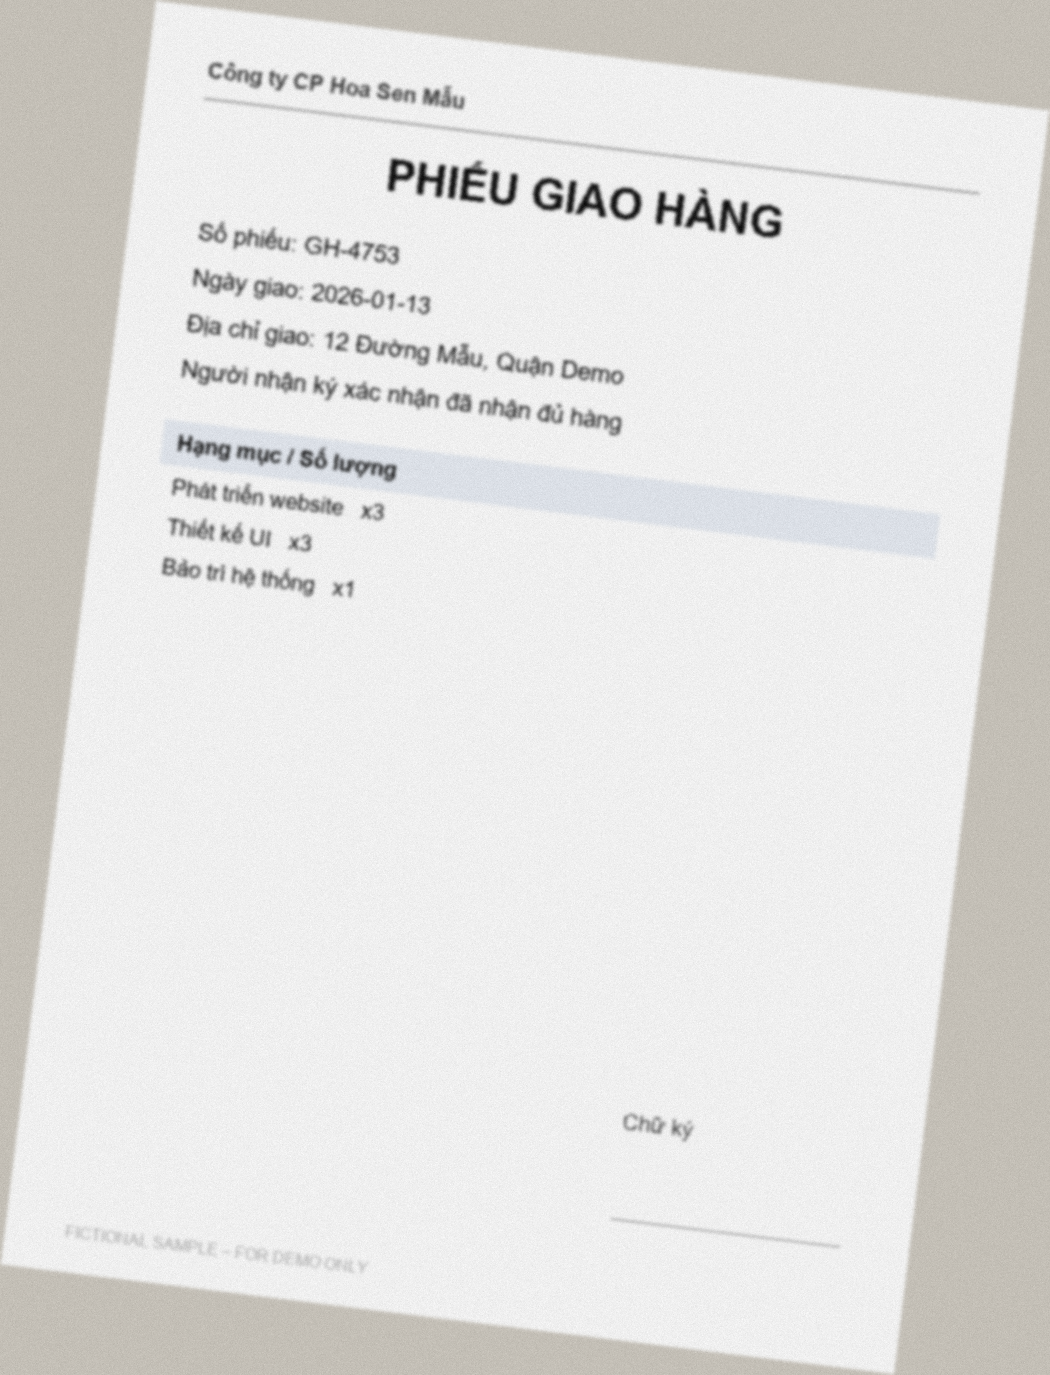 Công ty CP Hoa Sen Mẫu
PHIẾU GIAO HÀNG
Số phiếu: GH-4753
Ngày giao: 2026-01-13
Địa chỉ giao: 12 Đường Mẫu, Quận Demo
Người nhận ký xác nhận đã nhận đủ hàng
Hạng mục / Số lượng
Phát triển website x3
Thiết kế UI x3
Bảo trì hệ thống x1
Chữ ký
FICTIONAL SAMPLE – FOR DEMO ONLY